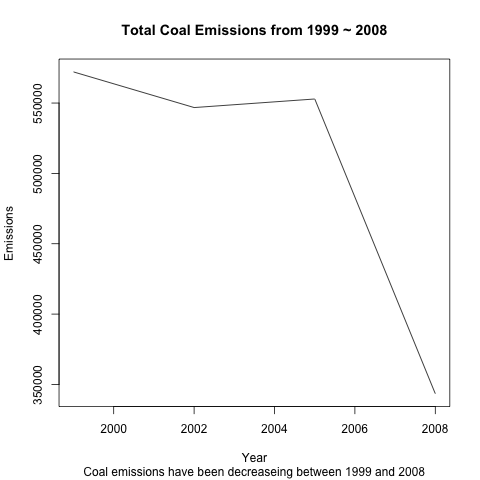 Total Coal Emissions from 1999 ~ 2008
Emissions
550000
500000
450000
400000
350000
2000 2002 2004 2006 2008
Year
Coal emissions have been decreaseing between 1999 and 2008